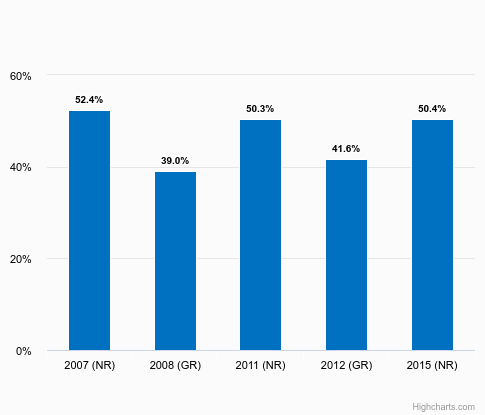 60%
40%
20%
0%
52.4%
39.0%
50.3%
41.6%
50.4%
2007 (NR)
2008 (GR)
2011 (NR)
2012 (GR)
2015 (NR)
Highcharts.com